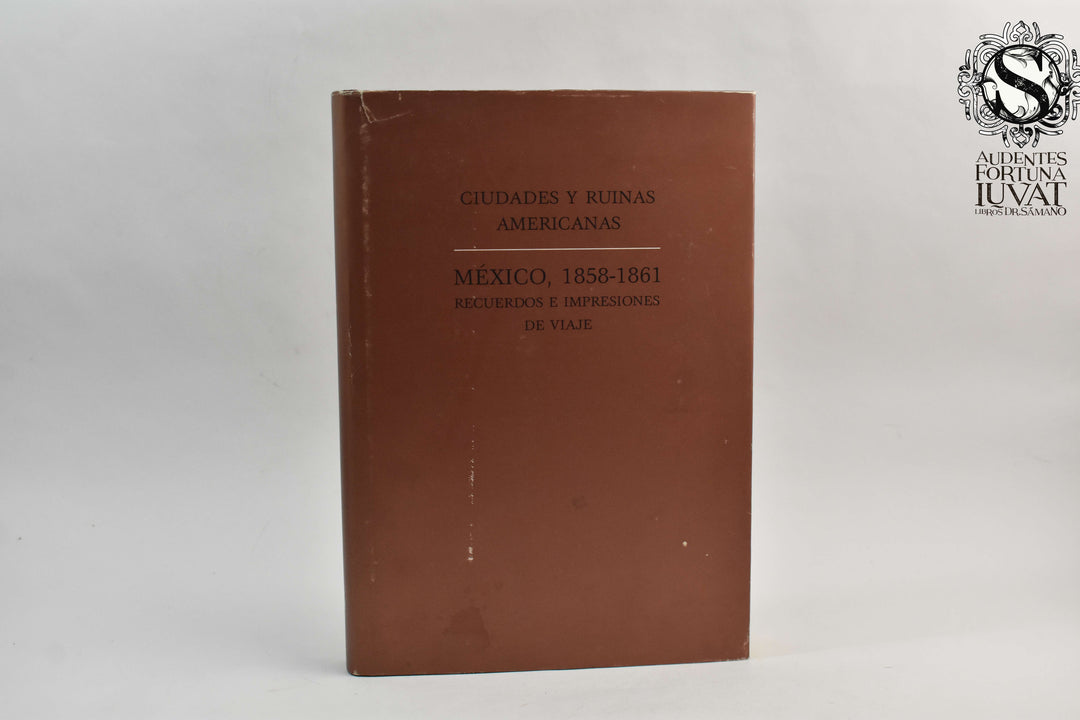 CIUDADES Y RUINAS
AMERICANAS
MÉXICO, 1858-1861
RECUERDOS E IMPRESIONES
DE VIAJE
S
AUDENTES
FORTUNA
IUVAT
LIBROS DR. SÁMANO